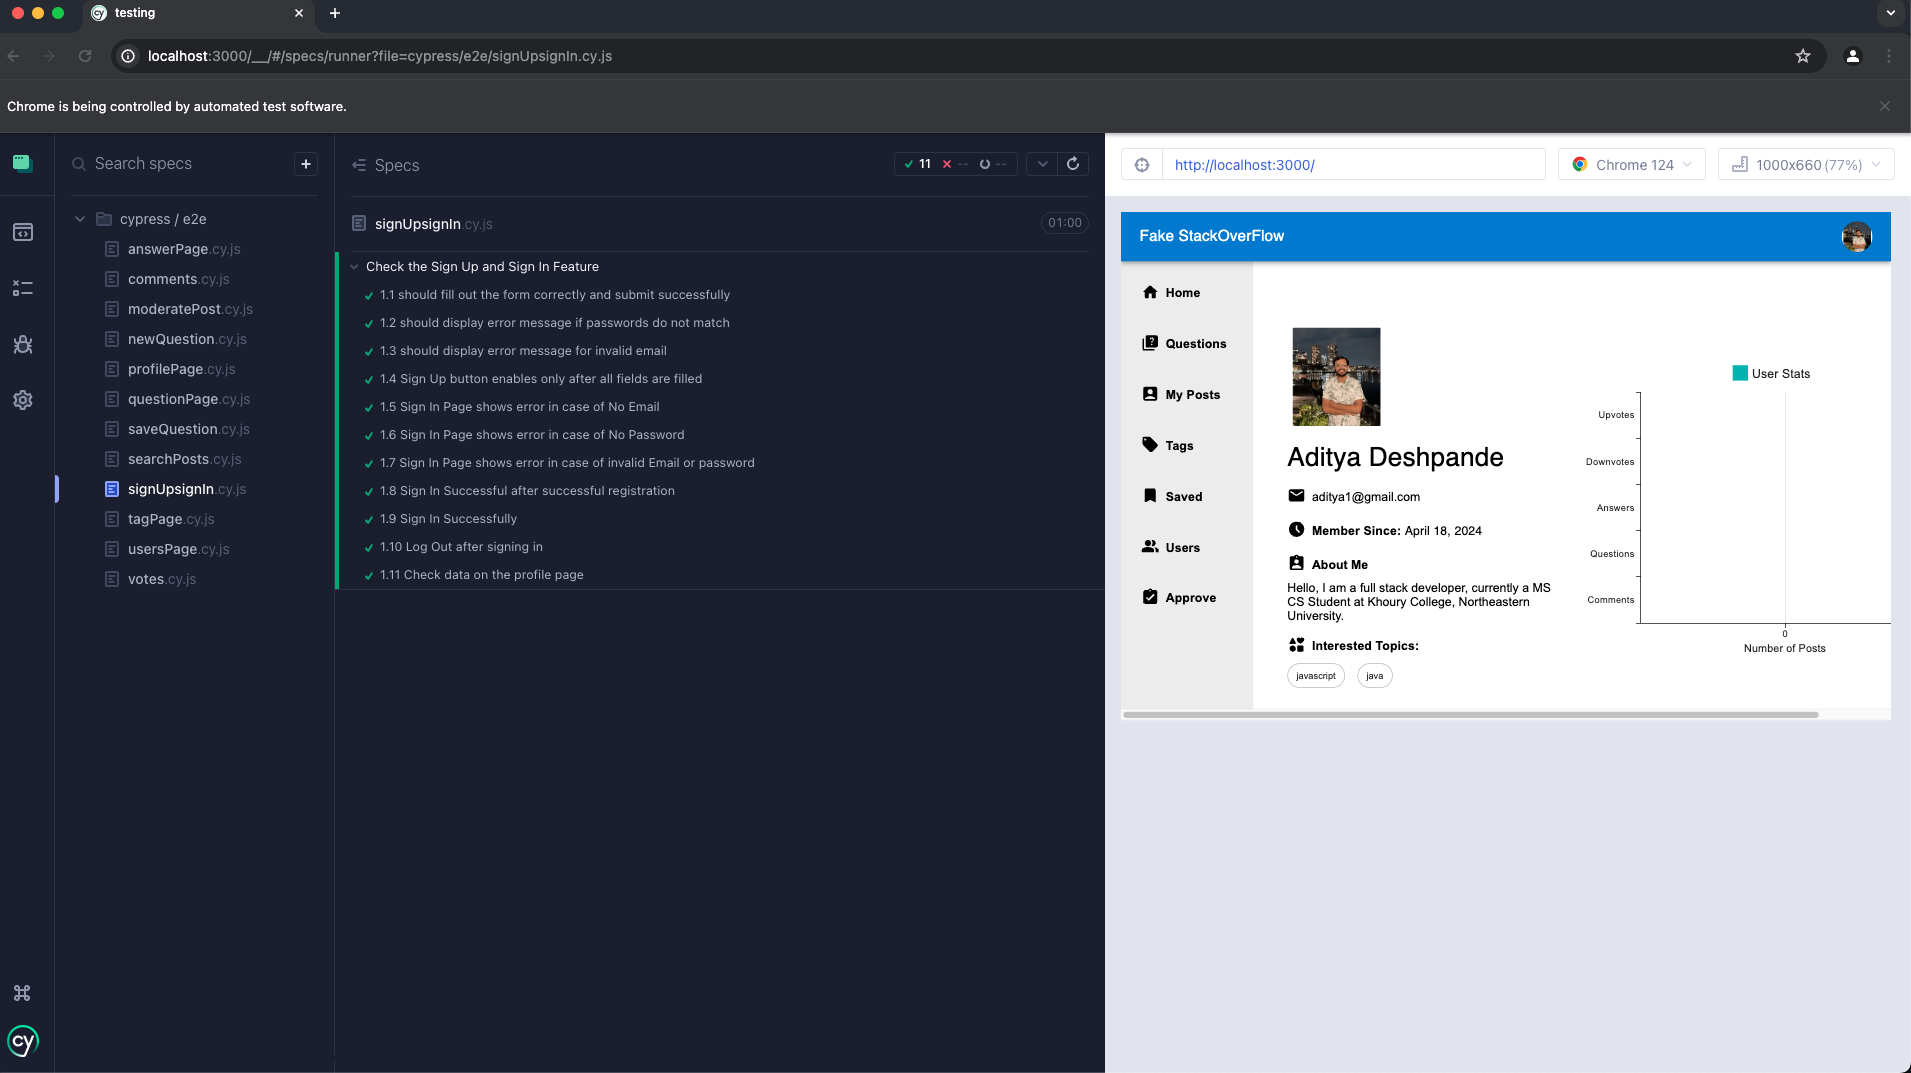 testing
localhost:3000/__/#/specs/runner?file=cypress/e2e/signUpsignIn.cy.js
Chrome is being controlled by automated test software.
Search specs
cypress / e2e
answerPage.cy.js
comments.cy.js
moderatePost.cy.js
newQuestion.cy.js
profilePage.cy.js
questionPage.cy.js
saveQuestion.cy.js
searchPosts.cy.js
signUpsignIn.cy.js
tagPage.cy.js
usersPage.cy.js
votes.cy.js
cy
Specs
11 -- --
signUpsignIn.cy.js
01:00
Check the Sign Up and Sign In Feature
1.1 should fill out the form correctly and submit successfully
1.2 should display error message if passwords do not match
1.3 should display error message for invalid email
1.4 Sign Up button enables only after all fields are filled
1.5 Sign In Page shows error in case of No Email
1.6 Sign In Page shows error in case of No Password
1.7 Sign In Page shows error in case of invalid Email or password
1.8 Sign In Successful after successful registration
1.9 Sign In Successfully
1.10 Log Out after signing in
1.11 Check data on the profile page
http://localhost:3000/
Chrome 124
1000x660 (77%)
Fake StackOverFlow
Home
Questions
My Posts
Tags
Saved
Users
Approve
Aditya Deshpande
aditya1@gmail.com
Member Since: April 18, 2024
About Me
Hello, I am a full stack developer, currently a MS
CS Student at Khoury College, Northeastern
University.
Interested Topics:
javascript
java
User Stats
Upvotes
Downvotes
Answers
Questions
Comments
0
Number of Posts